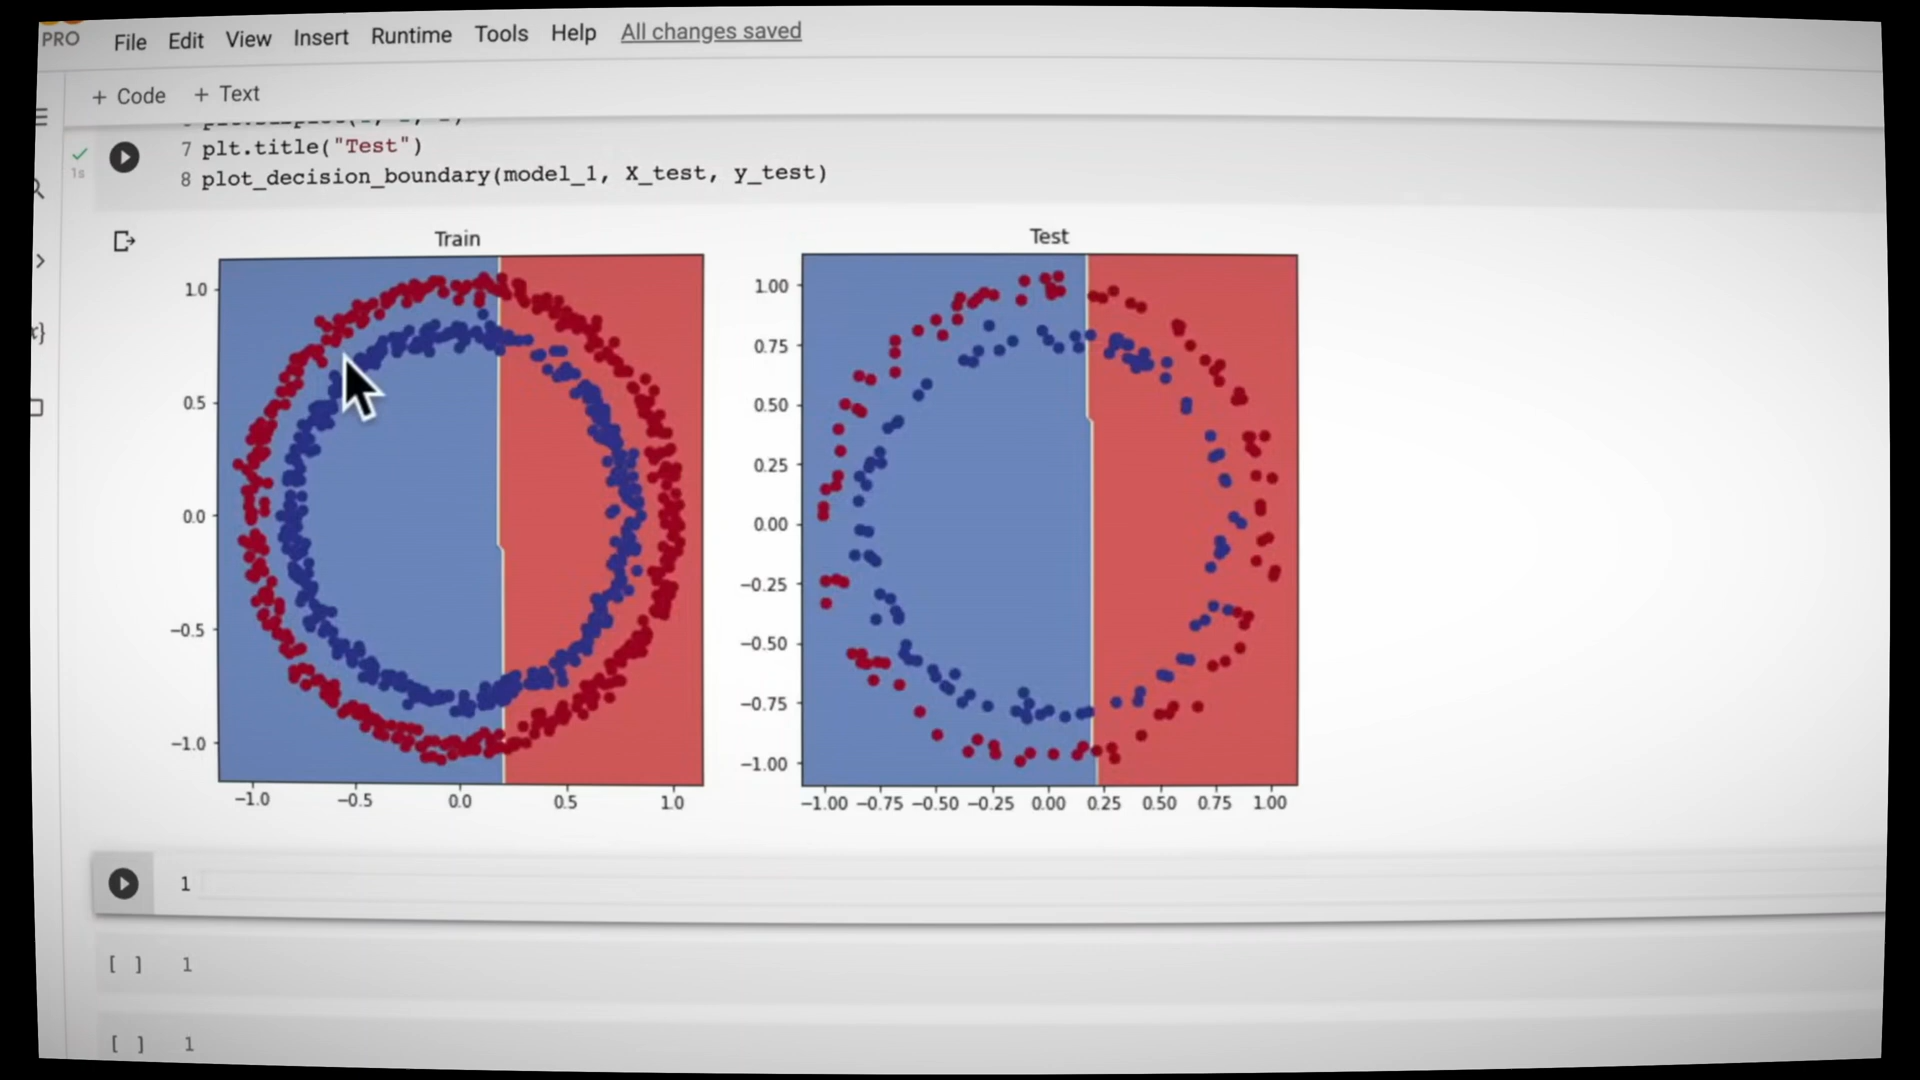 PRO File Edit View Insert Runtime Tools Help All changes saved
+ Code + Text
7 plt.title("Test")
1s
8 plot_decision_boundary(model_1, X_test, y_test)
Train
1.0
0.5
0.0
−0.5
−1.0
−1.0 −0.5 0.0 0.5 1.0
Test
1.00
0.75
0.50
0.25
0.00
−0.25
−0.50
−0.75
−1.00
−1.00 −0.75 −0.50 −0.25 0.00 0.25 0.50 0.75 1.00
1
[ ] 1
[ ] 1